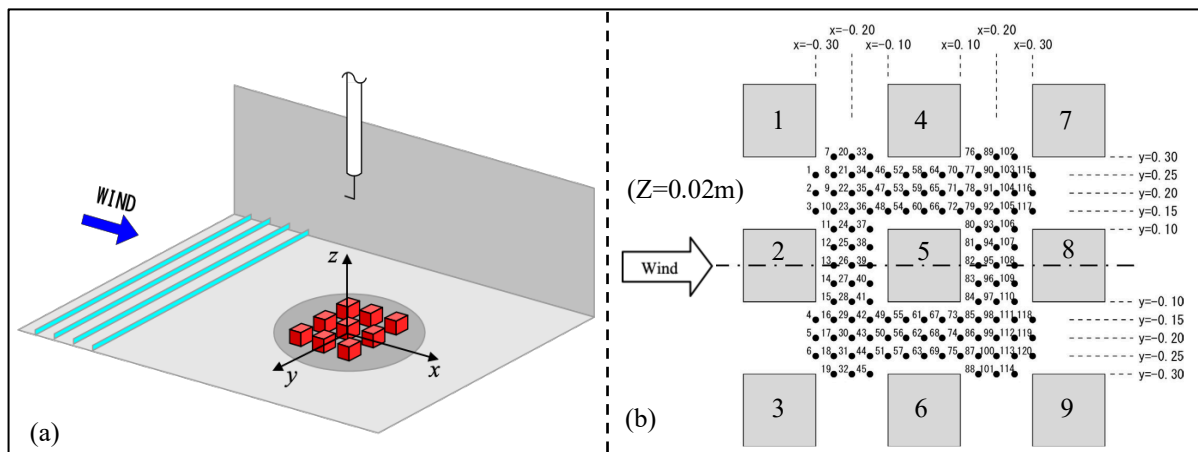 WIND
z
x
y
(a)
x=-0.20
x=-0.30
x=-0.10
x=0.20
x=0.10
x=0.30
1
4
7
7 20 33 76 89 102
y=0.30
(Z=0.02m)
1 8 21 34 46 52 58 64 70 77 90 103 115
y=0.25
2 9 22 35 47 53 59 65 71 78 91 104 116
y=0.20
3 10 23 36 48 54 60 66 72 79 92 105 117
y=0.15
11 24 37 80 93 106
y=0.10
12 25 38 81 94 107
2
5
8
Wind
13 26 39 82 95 108
14 27 40 83 96 109
15 28 41 84 97 110
y=-0.10
4 16 29 42 49 55 61 67 73 85 98 111 118
y=-0.15
5 17 30 43 50 56 62 68 74 86 99 112 119
y=-0.20
6 18 31 44 51 57 63 69 75 87 100 113 120
y=-0.25
19 32 45 88 101 114
y=-0.30
3
6
9
(b)